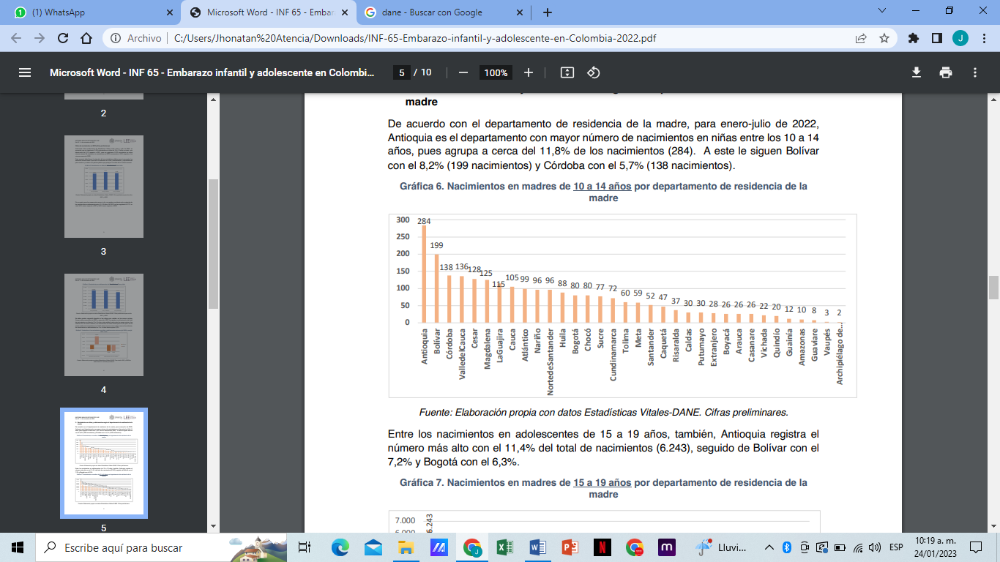 (1) WhatsApp
Microsoft Word - INF 65 - Embar
dane - Buscar con Google
Archivo
C:/Users/Jhonatan%20Atencia/Downloads/INF-65-Embarazo-infantil-y-adolescente-en-Colombia-2022.pdf
J
Microsoft Word - INF 65 - Embarazo infantil y adolescente en Colombi...
5 / 10
100%
2
3
4
5
madre
De acuerdo con el departamento de residencia de la madre, para enero-julio de 2022,
Antioquia es el departamento con mayor número de nacimientos en niñas entre los 10 a 14
años, pues agrupa a cerca del 11,8% de los nacimientos (284). A este le siguen Bolívar
con el 8,2% (199 nacimientos) y Córdoba con el 5,7% (138 nacimientos).
Gráfica 6. Nacimientos en madres de 10 a 14 años por departamento de residencia de la
madre
300
250
200
150
100
50
0
284
199
138
136
128
125
115
105
99
96
96
88
80
80
77
72
60
59
52
47
37
30
30
28
26
26
26
22
20
12
10
8
3
2
Antioquia
Bolívar
Córdoba
ValledelCauca
Cesar
Magdalena
LaGuajira
Cauca
Atlántico
Nariño
NortedeSantander
Huila
Bogotá
Chocó
Sucre
Cundinamarca
Tolima
Meta
Santander
Caquetá
Risaralda
Caldas
Putumayo
Extranjero
Boyacá
Arauca
Casanare
Vichada
Quindío
Guainía
Amazonas
Guaviare
Vaupés
Archipiélago de...
Fuente: Elaboración propia con datos Estadísticas Vitales-DANE. Cifras preliminares.
Entre los nacimientos en adolescentes de 15 a 19 años, también, Antioquia registra el
número más alto con el 11,4% del total de nacimientos (6.243), seguido de Bolívar con el
7,2% y Bogotá con el 6,3%.
Gráfica 7. Nacimientos en madres de 15 a 19 años por departamento de residencia de la
madre
7.000
6.243
Escribe aquí para buscar
Lluvi...
ESP
10:19 a. m.
24/01/2023